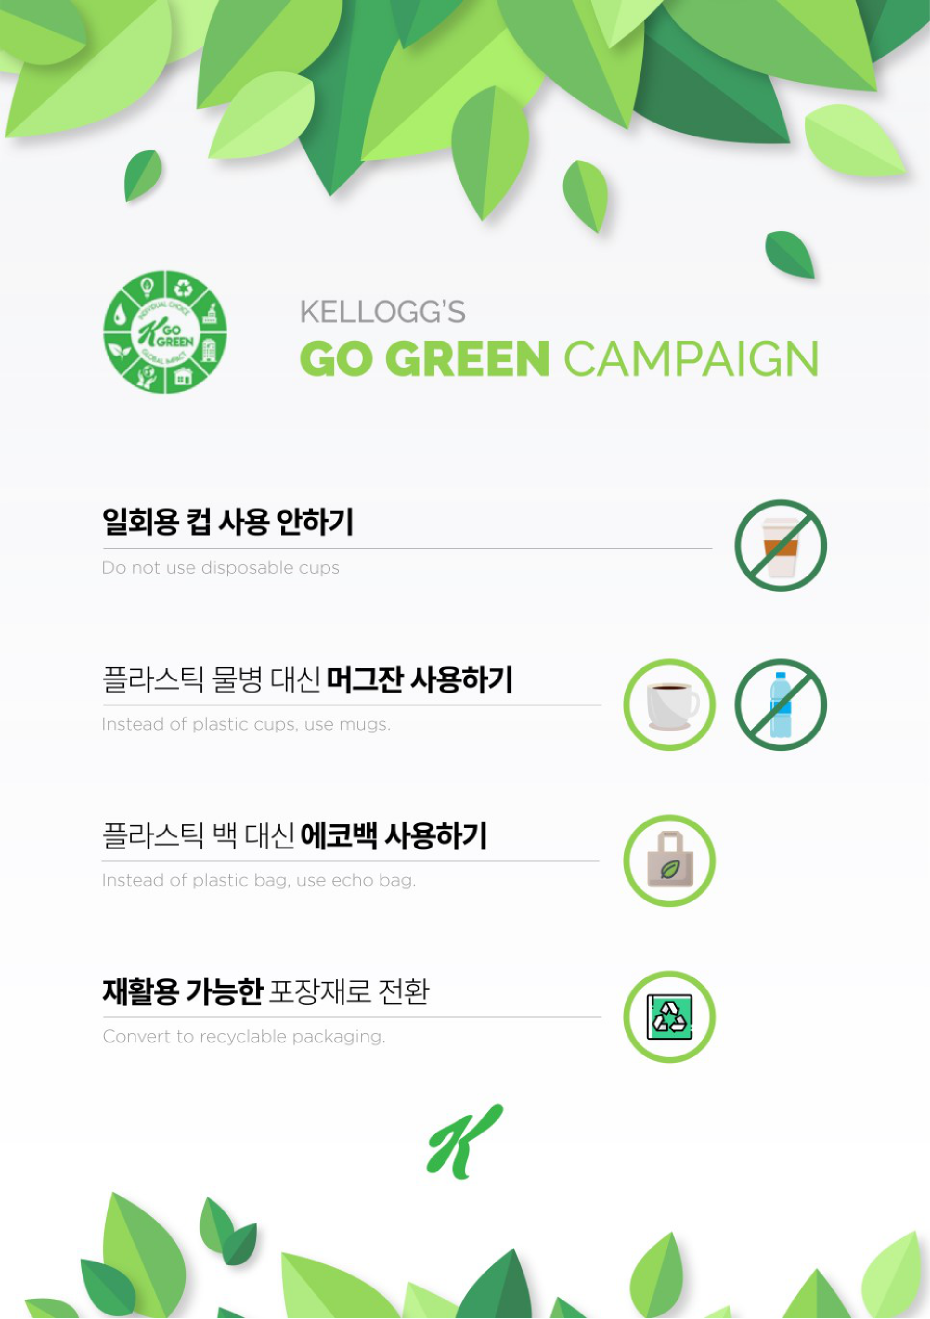 INDIVIDUAL CHOICE
K GO
GREEN
GLOBAL IMPACT
KELLOGG'S
GO GREEN CAMPAIGN
일회용 컵 사용 안하기
Do not use disposable cups
플라스틱 물병 대신 머그잔 사용하기
Instead of plastic cups, use mugs.
플라스틱 백 대신 에코백 사용하기
Instead of plastic bag, use echo bag.
재활용 가능한 포장재로 전환
Convert to recyclable packaging.
K